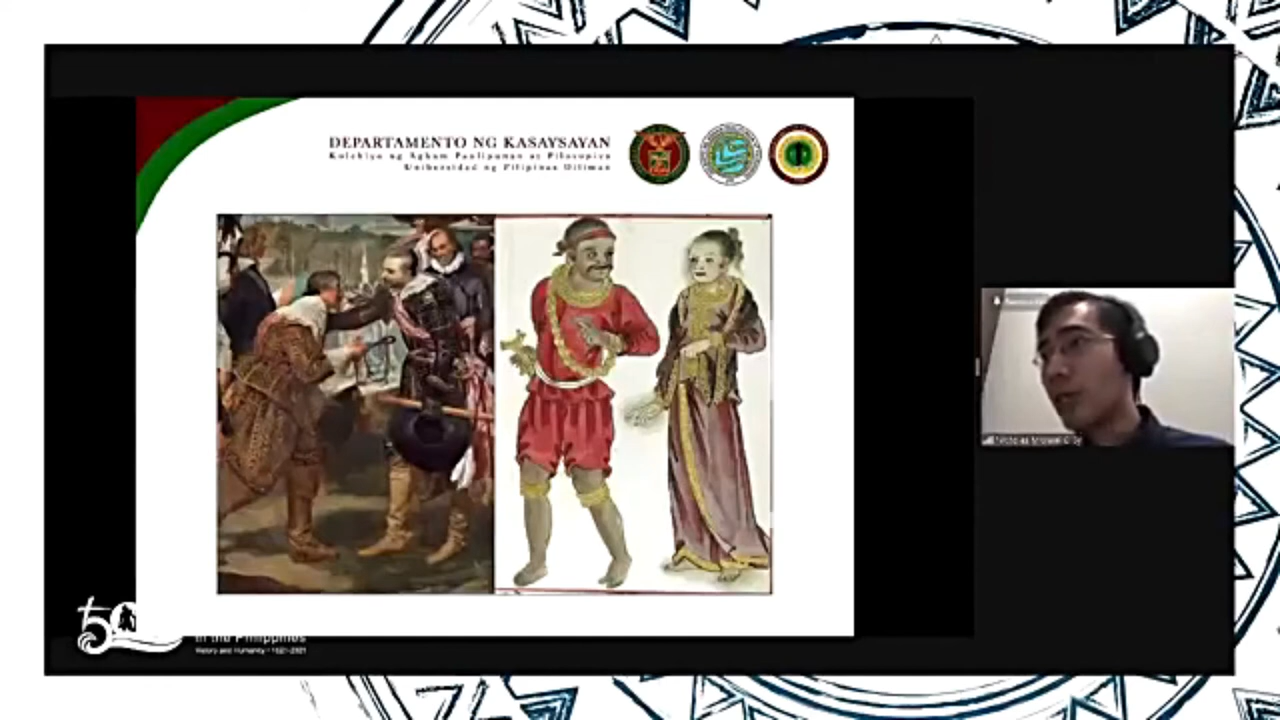 DEPARTAMENTO NG KASAYSAYAN
Kolehiyo ng Agham Panlipunan at Pilosopiya
Unibersidad ng Pilipinas Diliman
50
in the Philippines
History and Humanity • 1521-2021